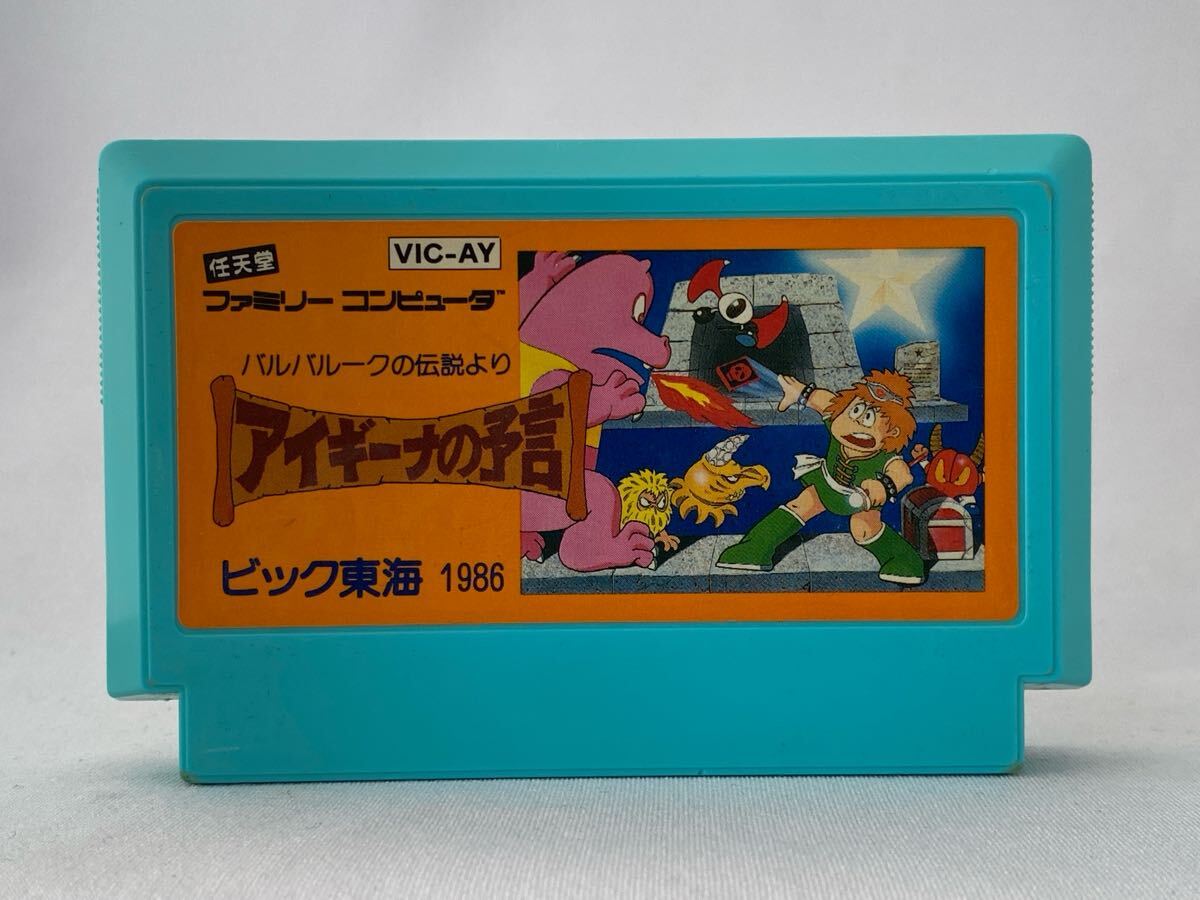 任天堂
VIC-AY
ファミリー コンピュータ™
バルバルークの伝説より
アイギーナの予言
ビック東海 1986